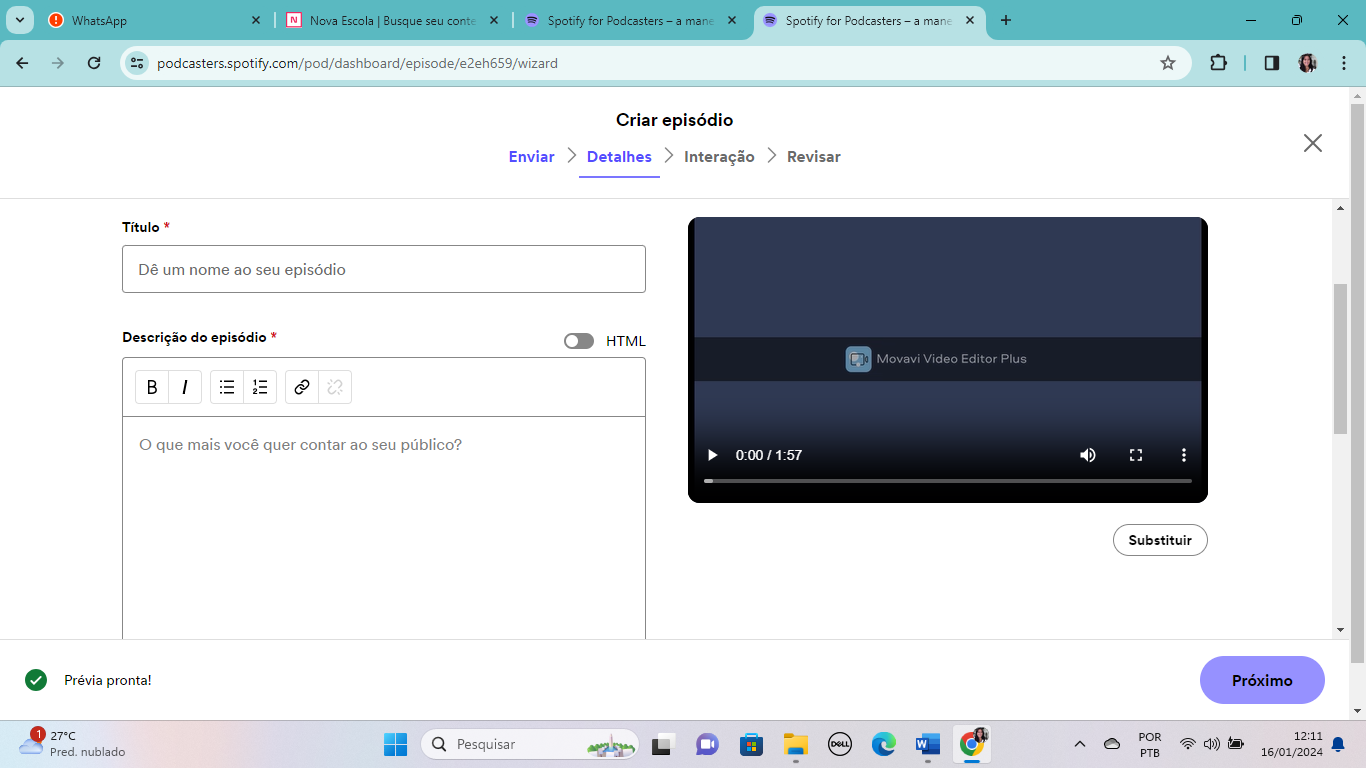 WhatsApp
Nova Escola | Busque seu conte
Spotify for Podcasters – a mane
Spotify for Podcasters – a mane
podcasters.spotify.com/pod/dashboard/episode/e2eh659/wizard
Criar episódio
Enviar > Detalhes > Interação > Revisar
Título *
Dê um nome ao seu episódio
Descrição do episódio *
HTML
B I
O que mais você quer contar ao seu público?
Movavi Video Editor Plus
0:00 / 1:57
Substituir
Prévia pronta!
Próximo
1
27°C
Pred. nublado
Pesquisar
DELL
W
POR
PTB
12:11
16/01/2024